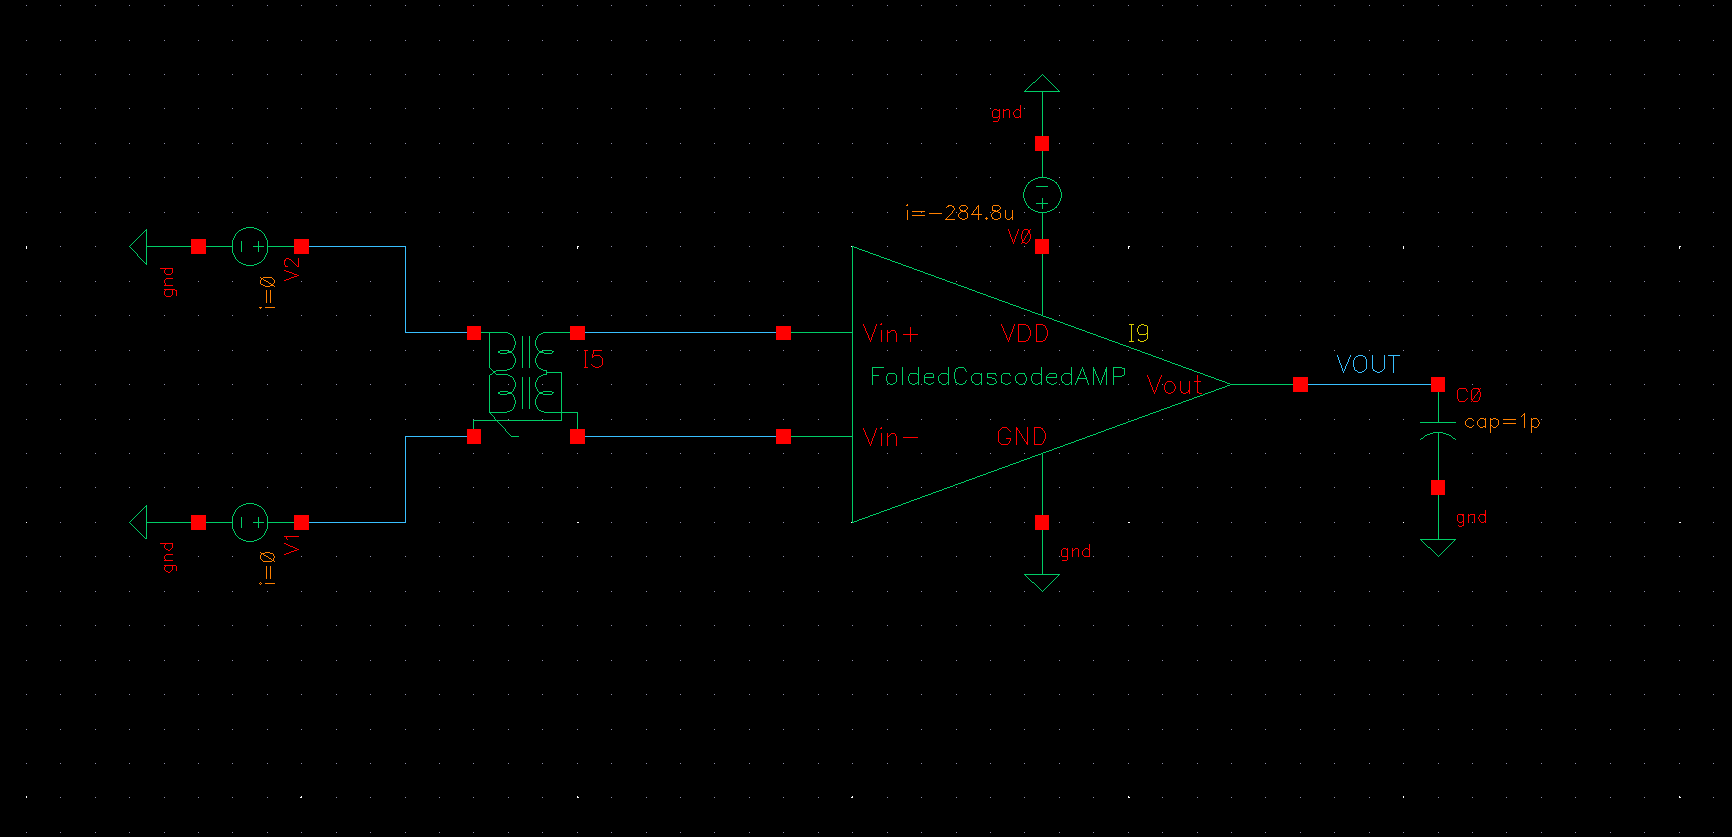 gnd
i=-284.8u
V0
gnd
V2
i=0
Vin+
VDD
I9
I5
FoldedCascodedAMP
Vout
VOUT
C0
cap=1p
Vin-
GND
gnd
V1
i=0
gnd
gnd